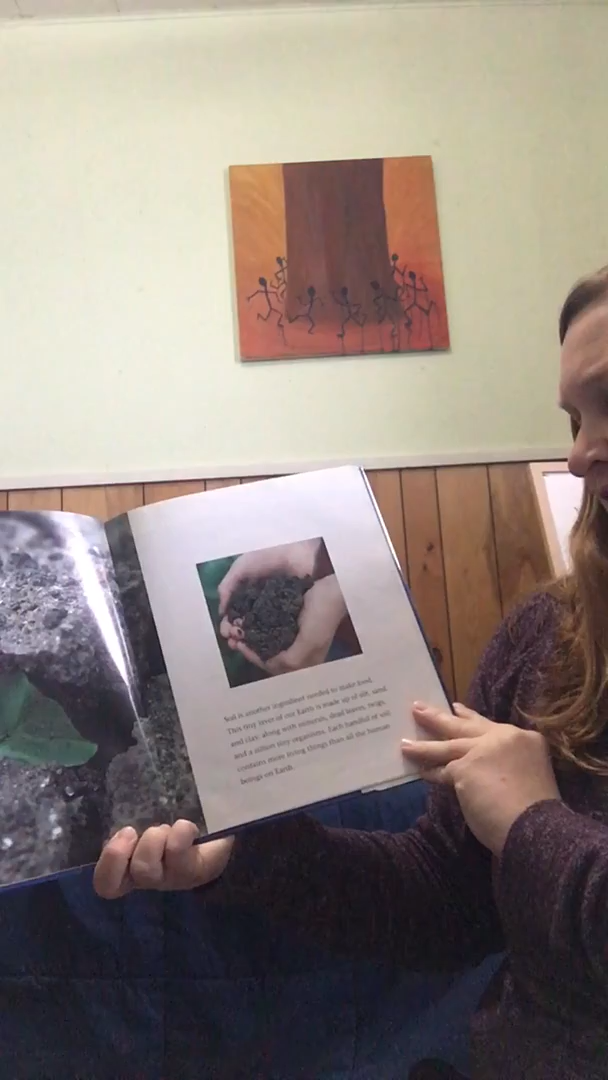 Soil is another ingredient needed to make food.
This tiny layer of our Earth is made up of silt, sand
and clay, along with minerals, dead leaves, twigs,
and a zillion tiny organisms. Each handful of soil
contains more living things than all the human
beings on Earth.